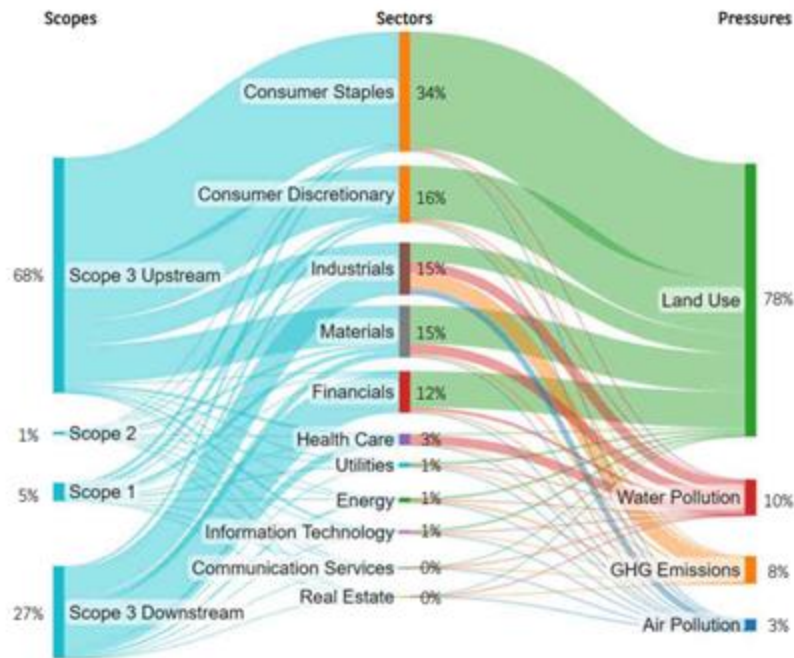 Scopes Sectors Pressures
Consumer Staples 34%
Consumer Discretionary 16%
Industrials 15%
68% Scope 3 Upstream
Land Use 78%
Materials 15%
Financials 12%
1% Scope 2
Health Care 3%
Utilities 1%
5% Scope 1
Energy 1%
Water Pollution 10%
Information Technology 1%
Communication Services 0%
GHG Emissions 8%
Real Estate 0%
27% Scope 3 Downstream
Air Pollution 3%